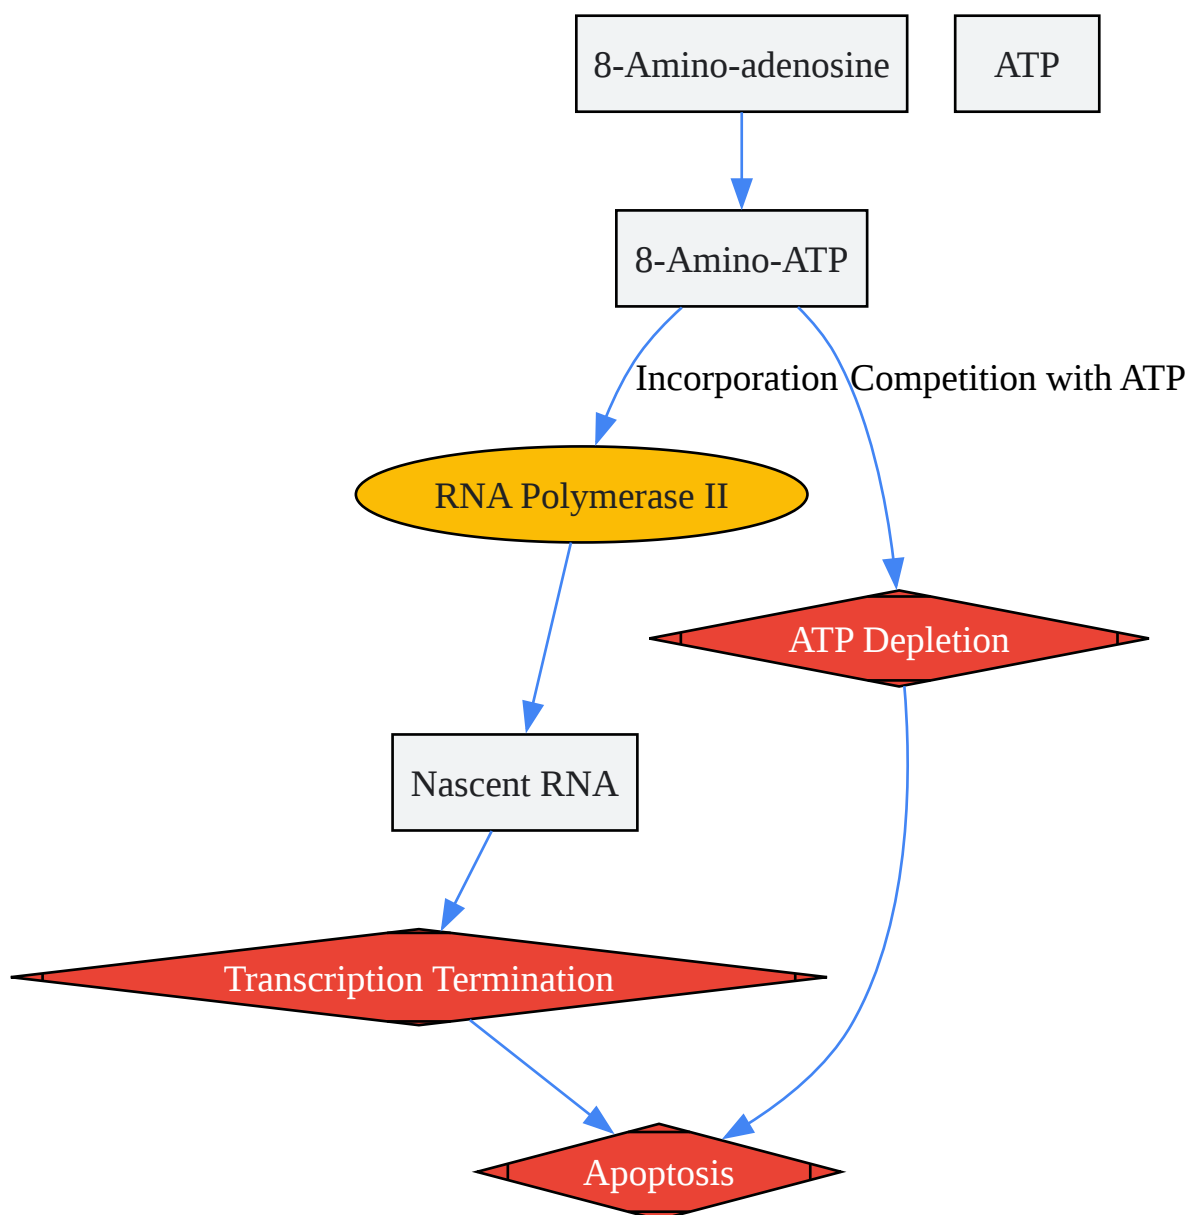 8-Amino-adenosine
ATP
8-Amino-ATP
Incorporation
Competition with ATP
RNA Polymerase II
ATP Depletion
Nascent RNA
Transcription Termination
Apoptosis